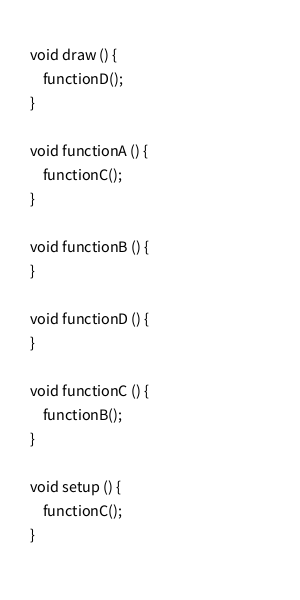 void draw () {
    functionD();
}

void functionA () {
    functionC();
}

void functionB () {
}

void functionD () {
}

void functionC () {
    functionB();
}

void setup () {
    functionC();
}